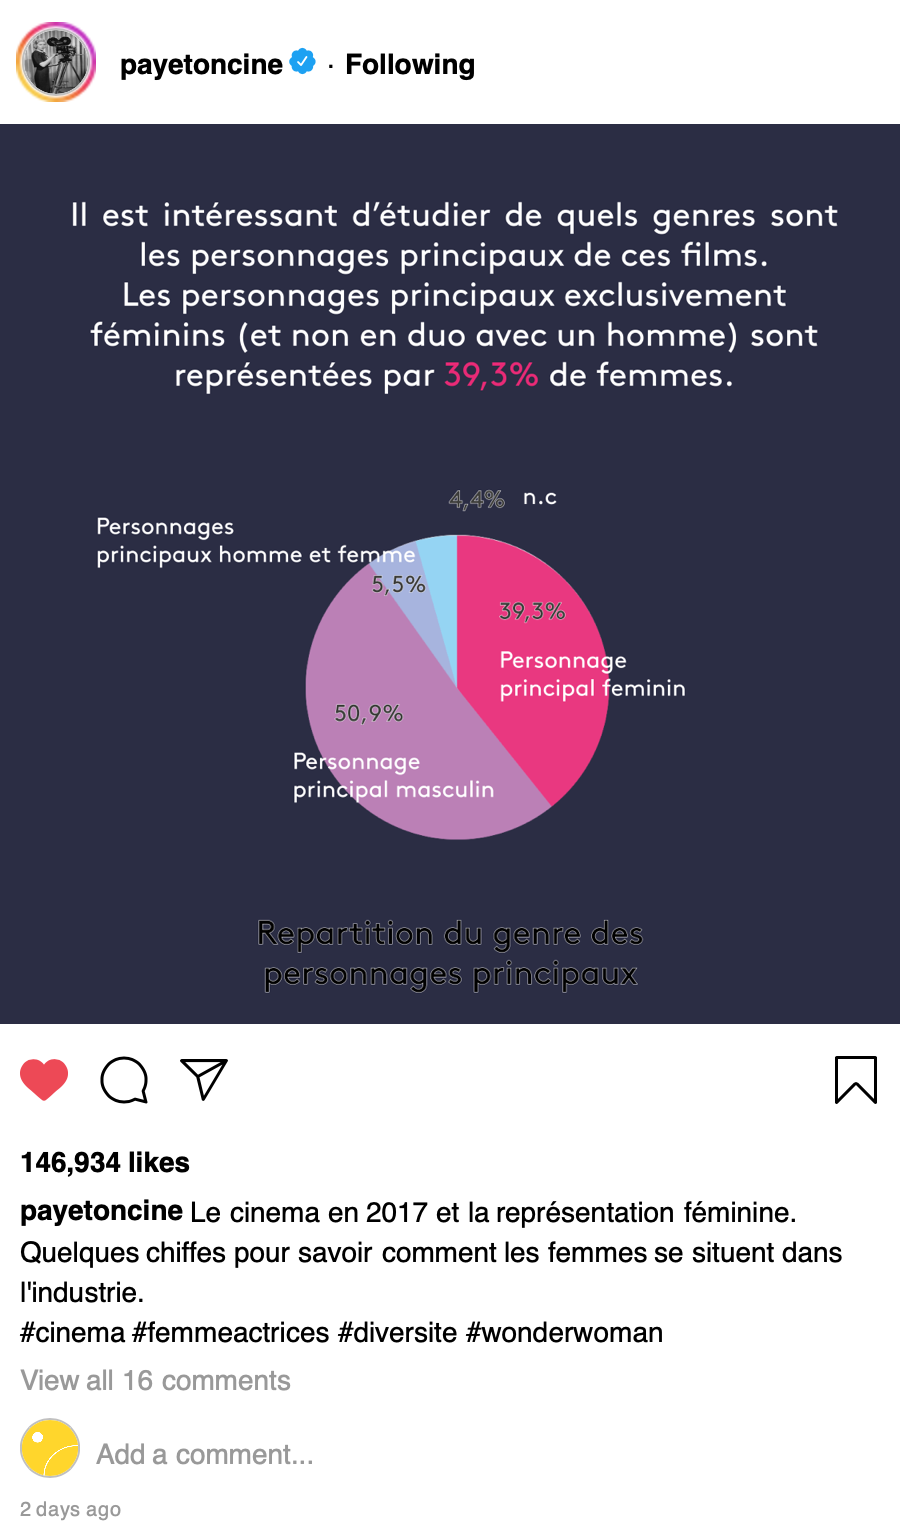 payetoncine · Following
Il est intéressant d’étudier de quels genres sont
les personnages principaux de ces films.
Les personnages principaux exclusivement
féminins (et non en duo avec un homme) sont
représentées par 39,3% de femmes.
4,4% n.c
Personnages
principaux homme et femme
5,5%
39,3%
Personnage
principal feminin
50,9%
Personnage
principal masculin
Repartition du genre des
personnages principaux
146,934 likes
payetoncine Le cinema en 2017 et la représentation féminine.
Quelques chiffes pour savoir comment les femmes se situent dans
l'industrie.
#cinema #femmeactrices #diversite #wonderwoman
View all 16 comments
Add a comment...
2 days ago